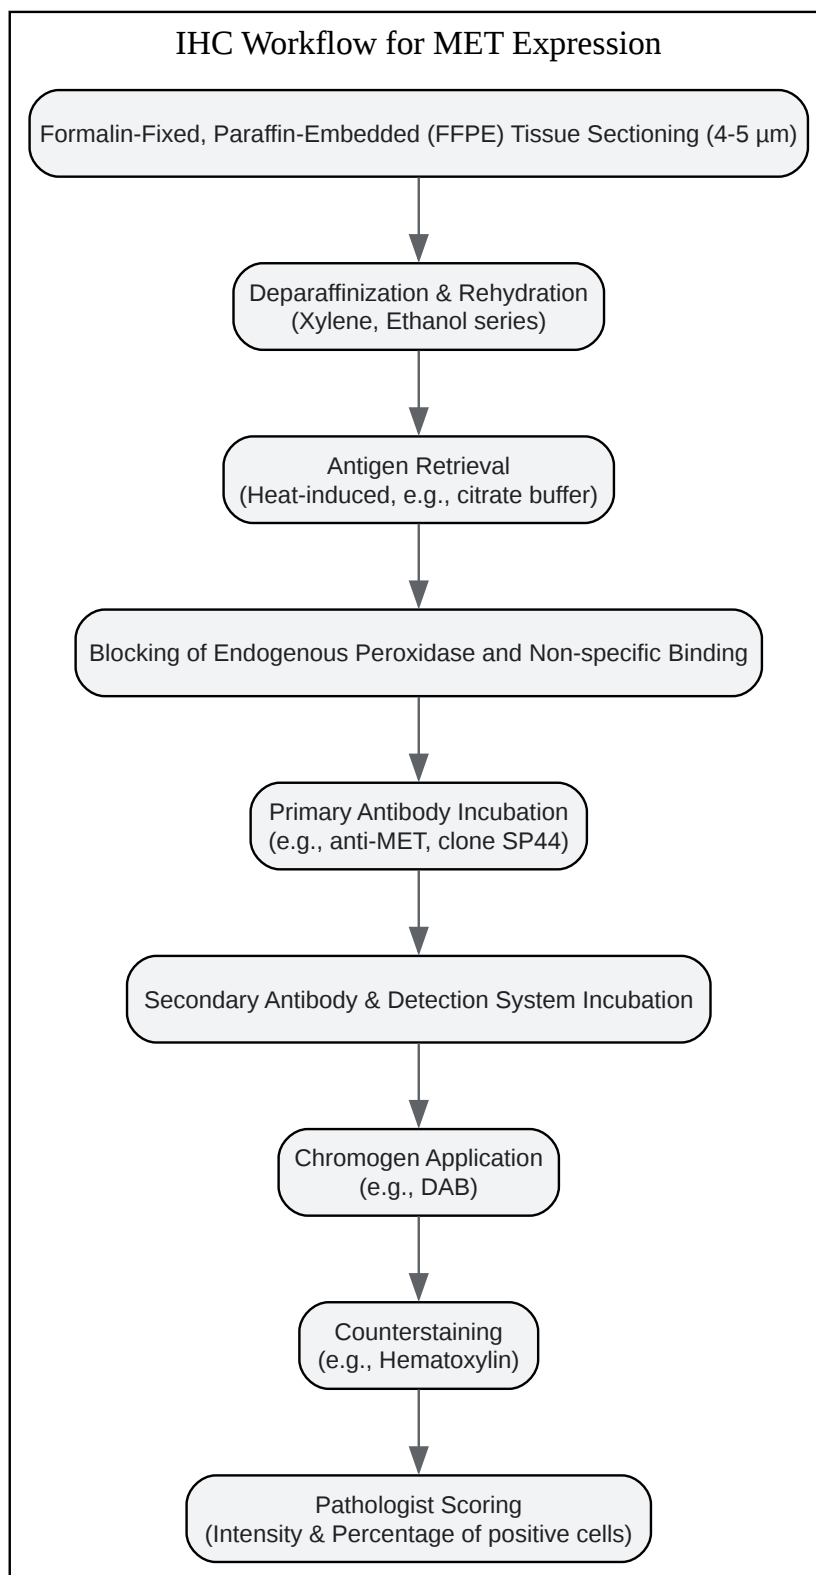 IHC Workflow for MET Expression
Formalin-Fixed, Paraffin-Embedded (FFPE) Tissue Sectioning (4-5 µm)
Deparaffinization & Rehydration
(Xylene, Ethanol series)
Antigen Retrieval
(Heat-induced, e.g., citrate buffer)
Blocking of Endogenous Peroxidase and Non-specific Binding
Primary Antibody Incubation
(e.g., anti-MET, clone SP44)
Secondary Antibody & Detection System Incubation
Chromogen Application
(e.g., DAB)
Counterstaining
(e.g., Hematoxylin)
Pathologist Scoring
(Intensity & Percentage of positive cells)